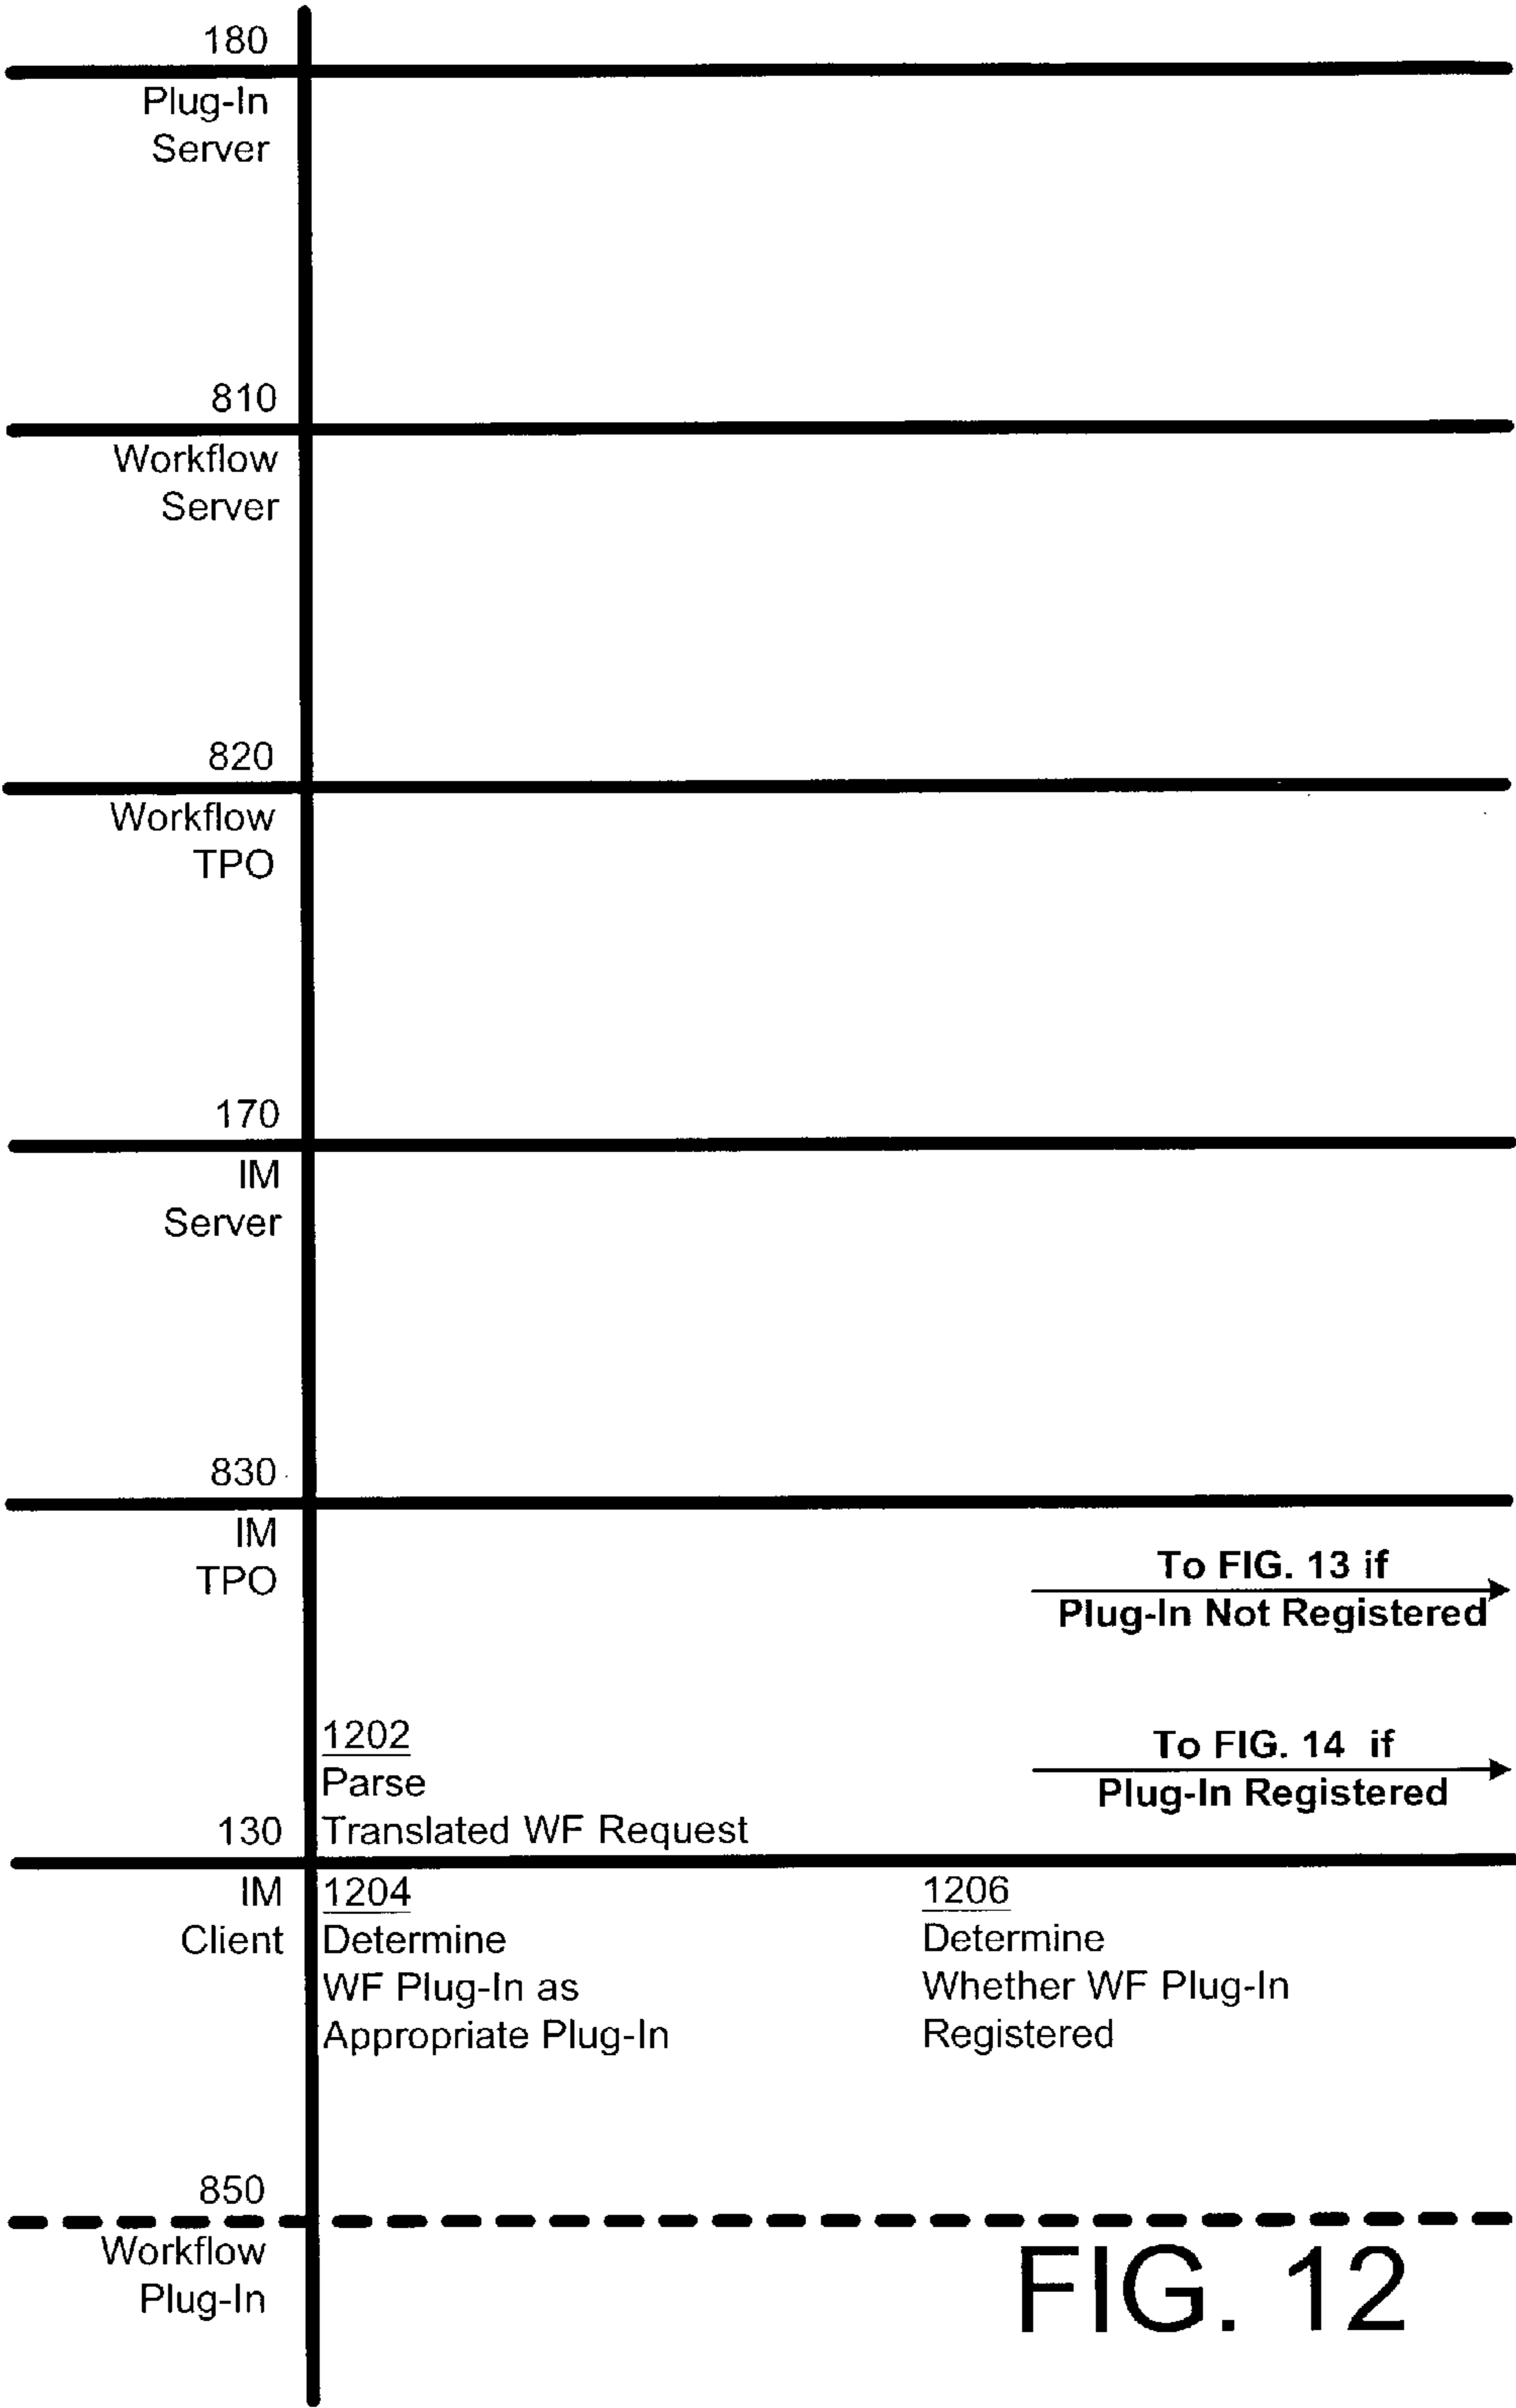 180
Plug-In
Server
810
Workflow
Server
820
Workflow
TPO
170
IM
Server
830
IM
TPO
To FIG. 13 if
Plug-In Not Registered
To FIG. 14 if
Plug-In Registered
1202
Parse
Translated WF Request
130
IM
Client
1204
Determine
WF Plug-In as
Appropriate Plug-In
1206
Determine
Whether WF Plug-In
Registered
850
Workflow
Plug-In
FIG. 12